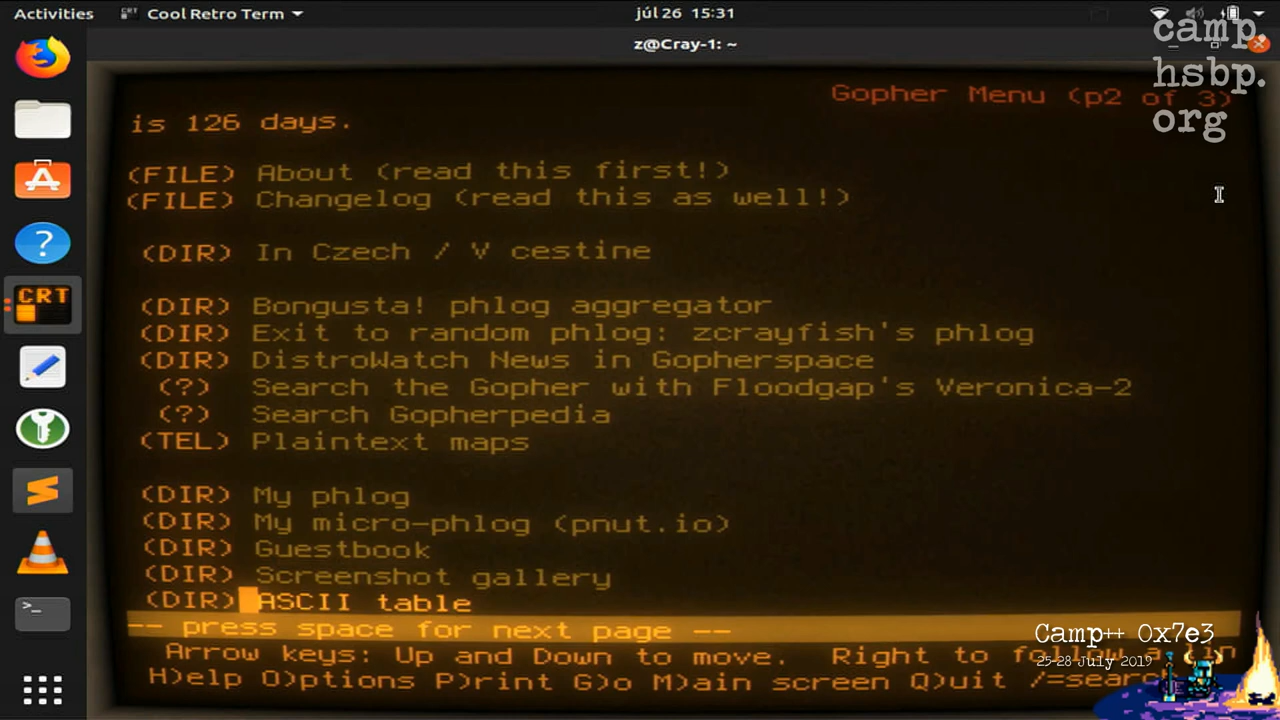 Activities
Cool Retro Term
júl 26 15:31
z@Cray-1: ~
camp.
hsbp.
org
CRT
Gopher Menu (p2 of 3)
is 126 days.
(FILE) About (read this first!)
(FILE) Changelog (read this as well!)
(DIR) In Czech / V cestine
(DIR) Bongusta! phlog aggregator
(DIR) Exit to random phlog: zcrayfish's phlog
(DIR) DistroWatch News in Gopherspace
(?) Search the Gopher with Floodgap's Veronica-2
(?) Search Gopherpedia
(TEL) Plaintext maps
(DIR) My phlog
(DIR) My micro-phlog (pnut.io)
(DIR) Guestbook
(DIR) Screenshot gallery
(DIR) ASCII table
-- press space for next page --
Arrow keys: Up and Down to move. Right to follow a
H)elp O)ptions P)rint G)o M)ain screen Q)uit
Camp++ 0x7e3
25-28 July 2019